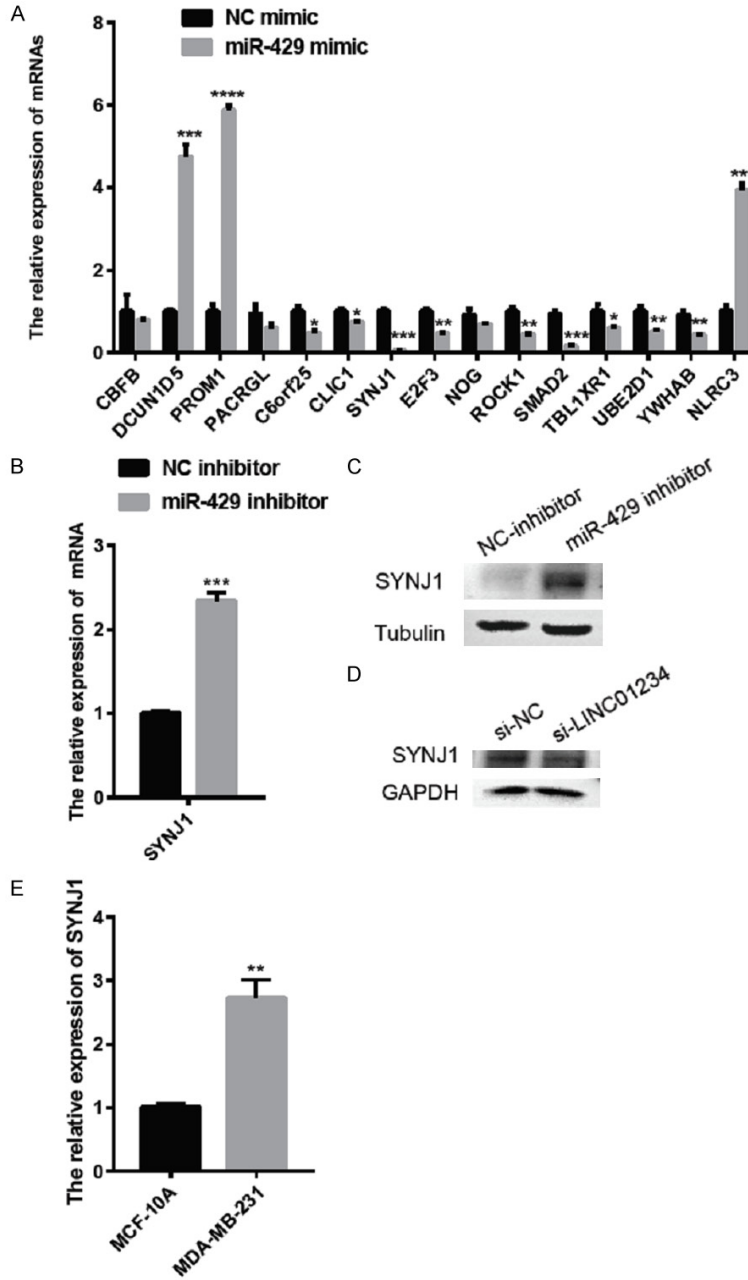 A
NC mimic
miR-429 mimic
The relative expression of mRNAs
8
6
4
2
0
***
****
*
*
***
**
**
***
*
**
**
**
CBFB
DCUN1D5
PROM1
PACRGL
C6orf25
CLIC1
SYNJ1
E2F3
NOG
ROCK1
SMAD2
TBL1XR1
UBE2D1
YWHAB
NLRC3
B
NC inhibitor
miR-429 inhibitor
The relative expression of mRNA
3
2
1
0
***
SYNJ1
C
NC-inhibitor
miR-429 inhibitor
SYNJ1
Tubulin
D
si-NC
si-LINC01234
SYNJ1
GAPDH
E
The relative expression of SYNJ1
4
3
2
1
0
**
MCF-10A
MDA-MB-231